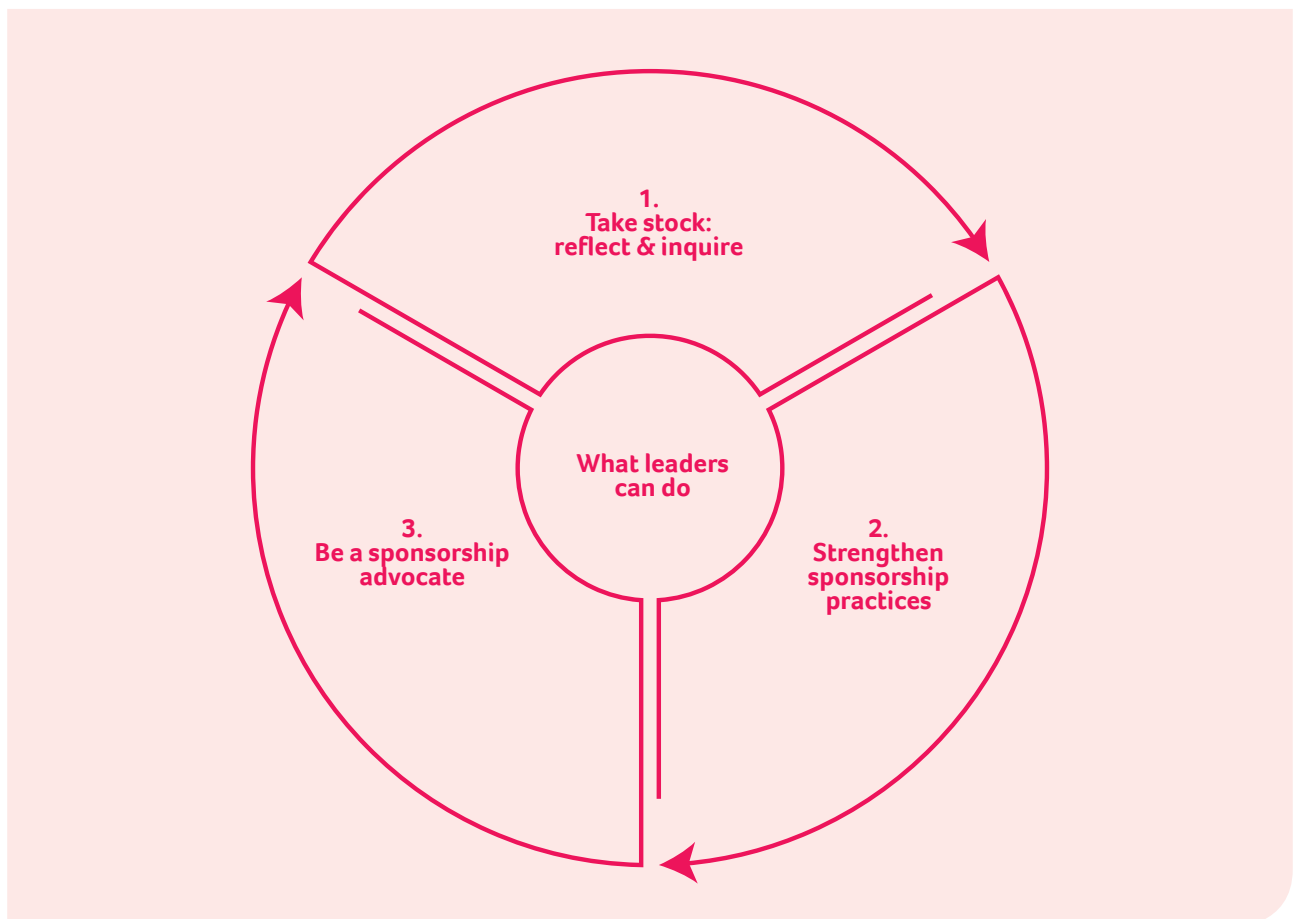 1.
Take stock:
reflect & inquire
What leaders
can do
2.
Strengthen
sponsorship
practices
3.
Be a sponsorship
advocate